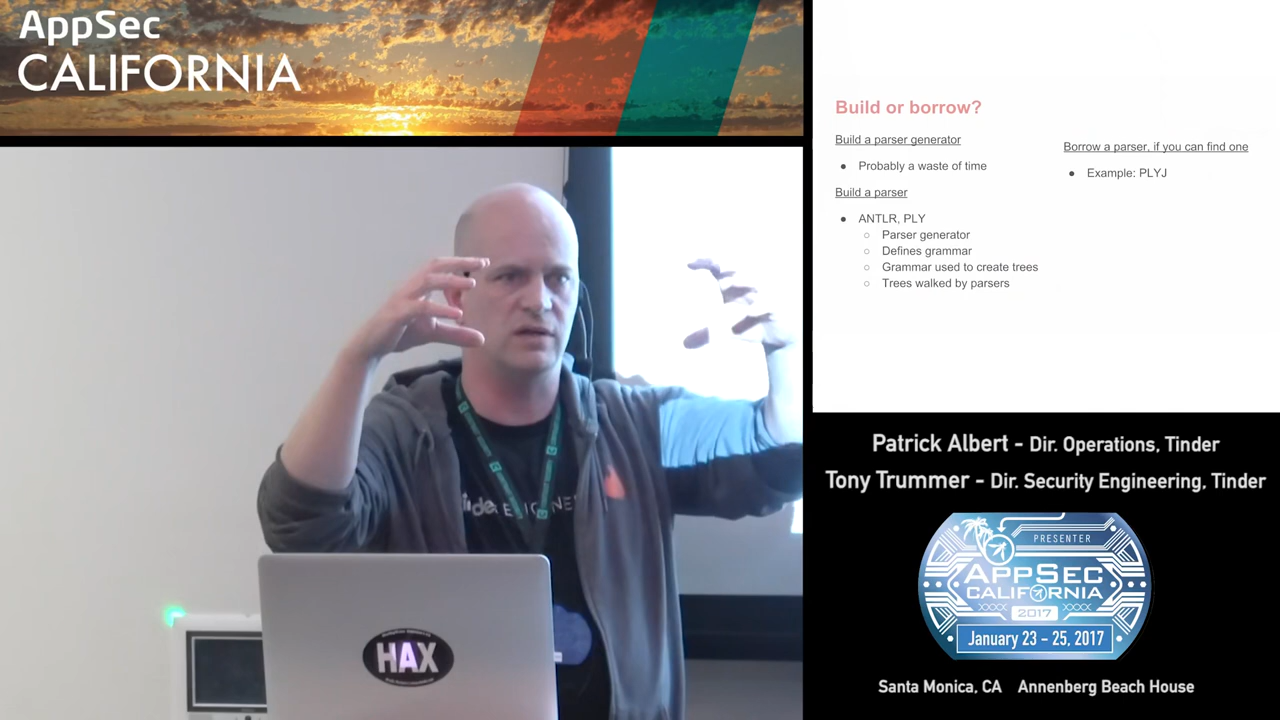 AppSec
CALIFORNIA
Build or borrow?
Build a parser generator
● Probably a waste of time
Build a parser
● ANTLR, PLY
○ Parser generator
○ Defines grammar
○ Grammar used to create trees
○ Trees walked by parsers
Borrow a parser, if you can find one
● Example: PLYJ
HAX
Patrick Albert - Dir. Operations, Tinder
Tony Trummer - Dir. Security Engineering, Tinder
PRESENTER
APPSEC
CALIFORNIA
2017
January 23 - 25, 2017
Santa Monica, CA Annenberg Beach House